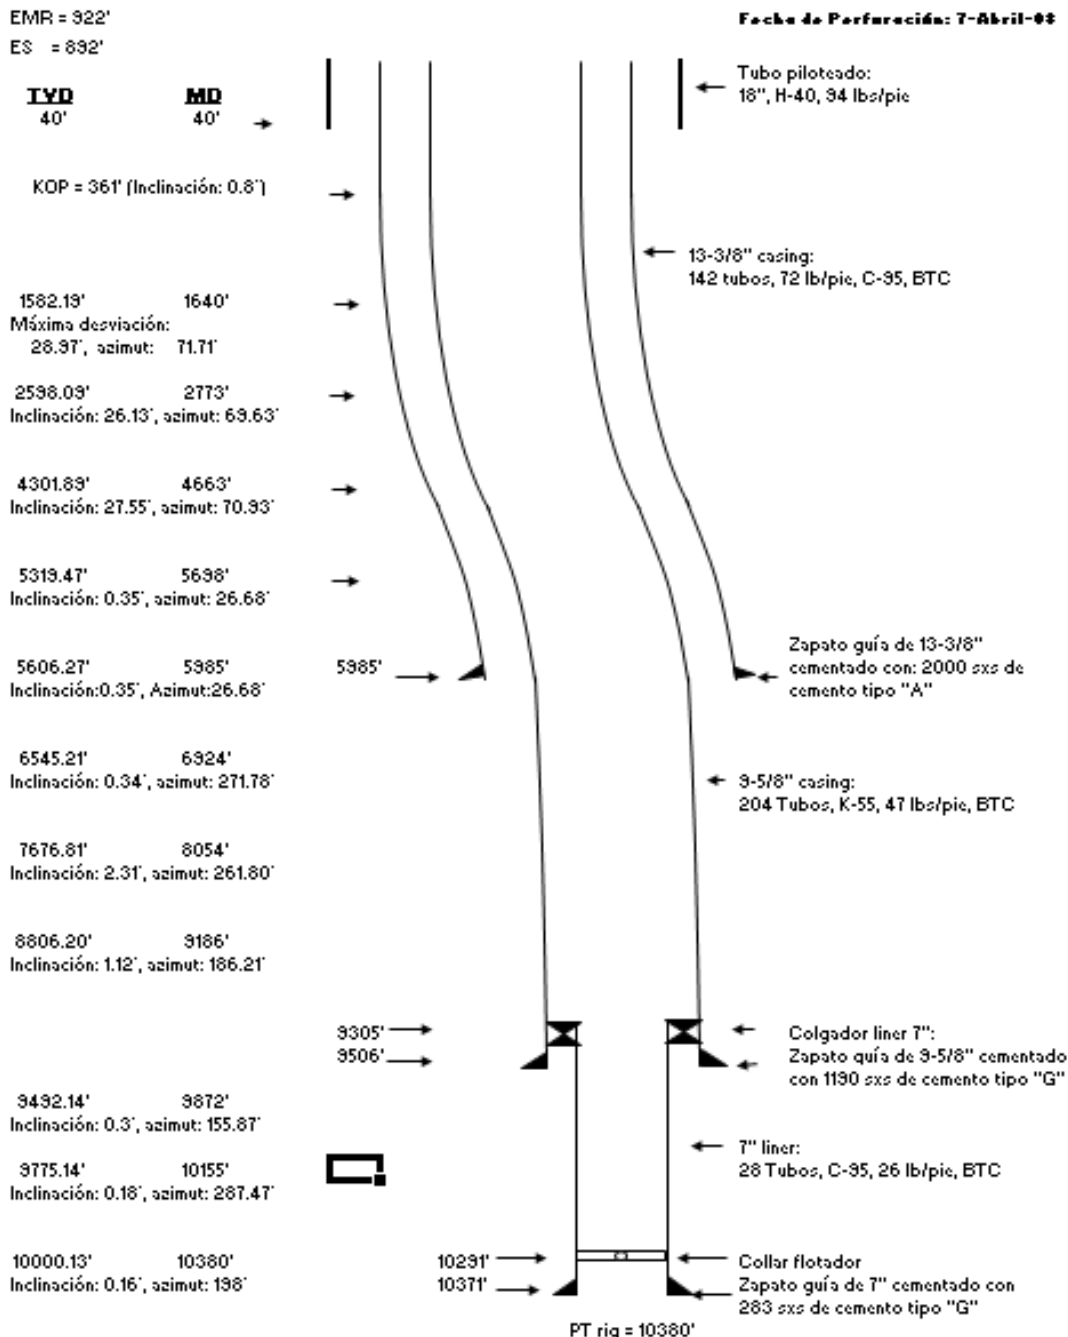 EMR = 922'
Fecha de Perforación: 7-Abril-08
ES = 892'
TVD MD
40' 40'
Tubo piloteado:
18", H-40, 94 lbs/pie
KOP = 361' (Inclinación: 0.8°)
13-3/8" casing:
142 tubos, 72 lb/pie, C-95, BTC
1582.19' 1640'
Máxima desviación:
28.97°, azimut: 71.71°
2598.09' 2773'
Inclinación: 26.13°, azimut: 69.63°
4301.89' 4663'
Inclinación: 27.55°, azimut: 70.93°
5319.47' 5698'
Inclinación: 0.35°, azimut: 26.68°
5606.27' 5985'
Inclinación:0.35°, Azimut:26.68°
5985'
Zapato guía de 13-3/8"
cementado con: 2000 sxs de
cemento tipo "A"
6545.21' 6924'
Inclinación: 0.34°, azimut: 271.78°
9-5/8" casing:
204 Tubos, K-55, 47 lbs/pie, BTC
7676.81' 8054'
Inclinación: 2.31°, azimut: 261.80°
8806.20' 9186'
Inclinación: 1.12°, azimut: 186.21°
9305'
Colgador liner 7":
9506'
Zapato guía de 9-5/8" cementado
con 1190 sxs de cemento tipo "G"
9492.14' 9872'
Inclinación: 0.3°, azimut: 155.87°
7" liner:
28 Tubos, C-95, 26 lb/pie, BTC
9775.14' 10155'
Inclinación: 0.18°, azimut: 287.47°
10000.13' 10380'
Inclinación: 0.16°, azimut: 198°
10291'
Collar flotador
10371'
Zapato guía de 7" cementado con
283 sxs de cemento tipo "G"
PT rig = 10380'